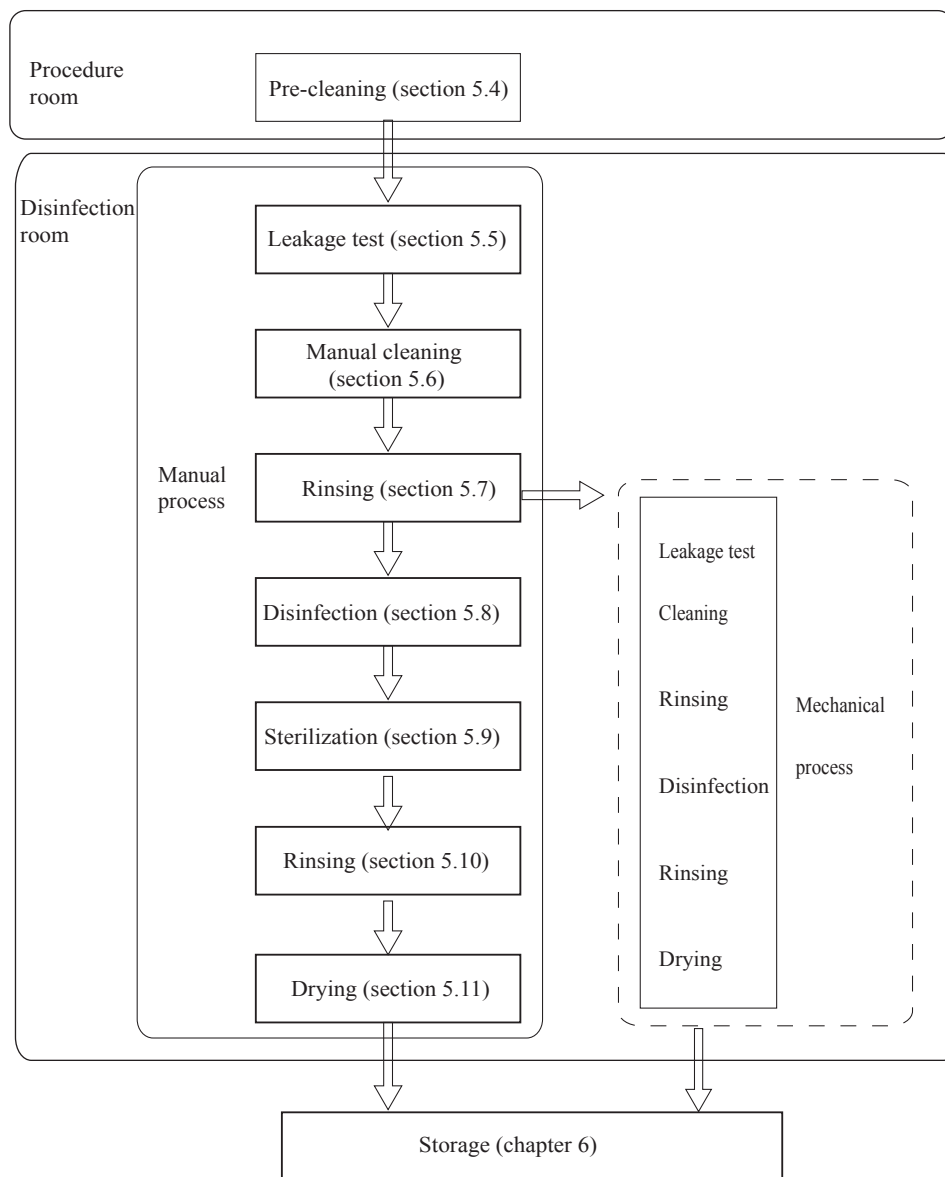 Procedure
room
Pre-cleaning (section 5.4)
Disinfection
room
Leakage test (section 5.5)
Manual cleaning
(section 5.6)
Manual
process
Rinsing (section 5.7)
Disinfection (section 5.8)
Sterilization (section 5.9)
Rinsing (section 5.10)
Drying (section 5.11)
Leakage test
Cleaning
Rinsing
Disinfection
Rinsing
Drying
Mechanical
process
Storage (chapter 6)